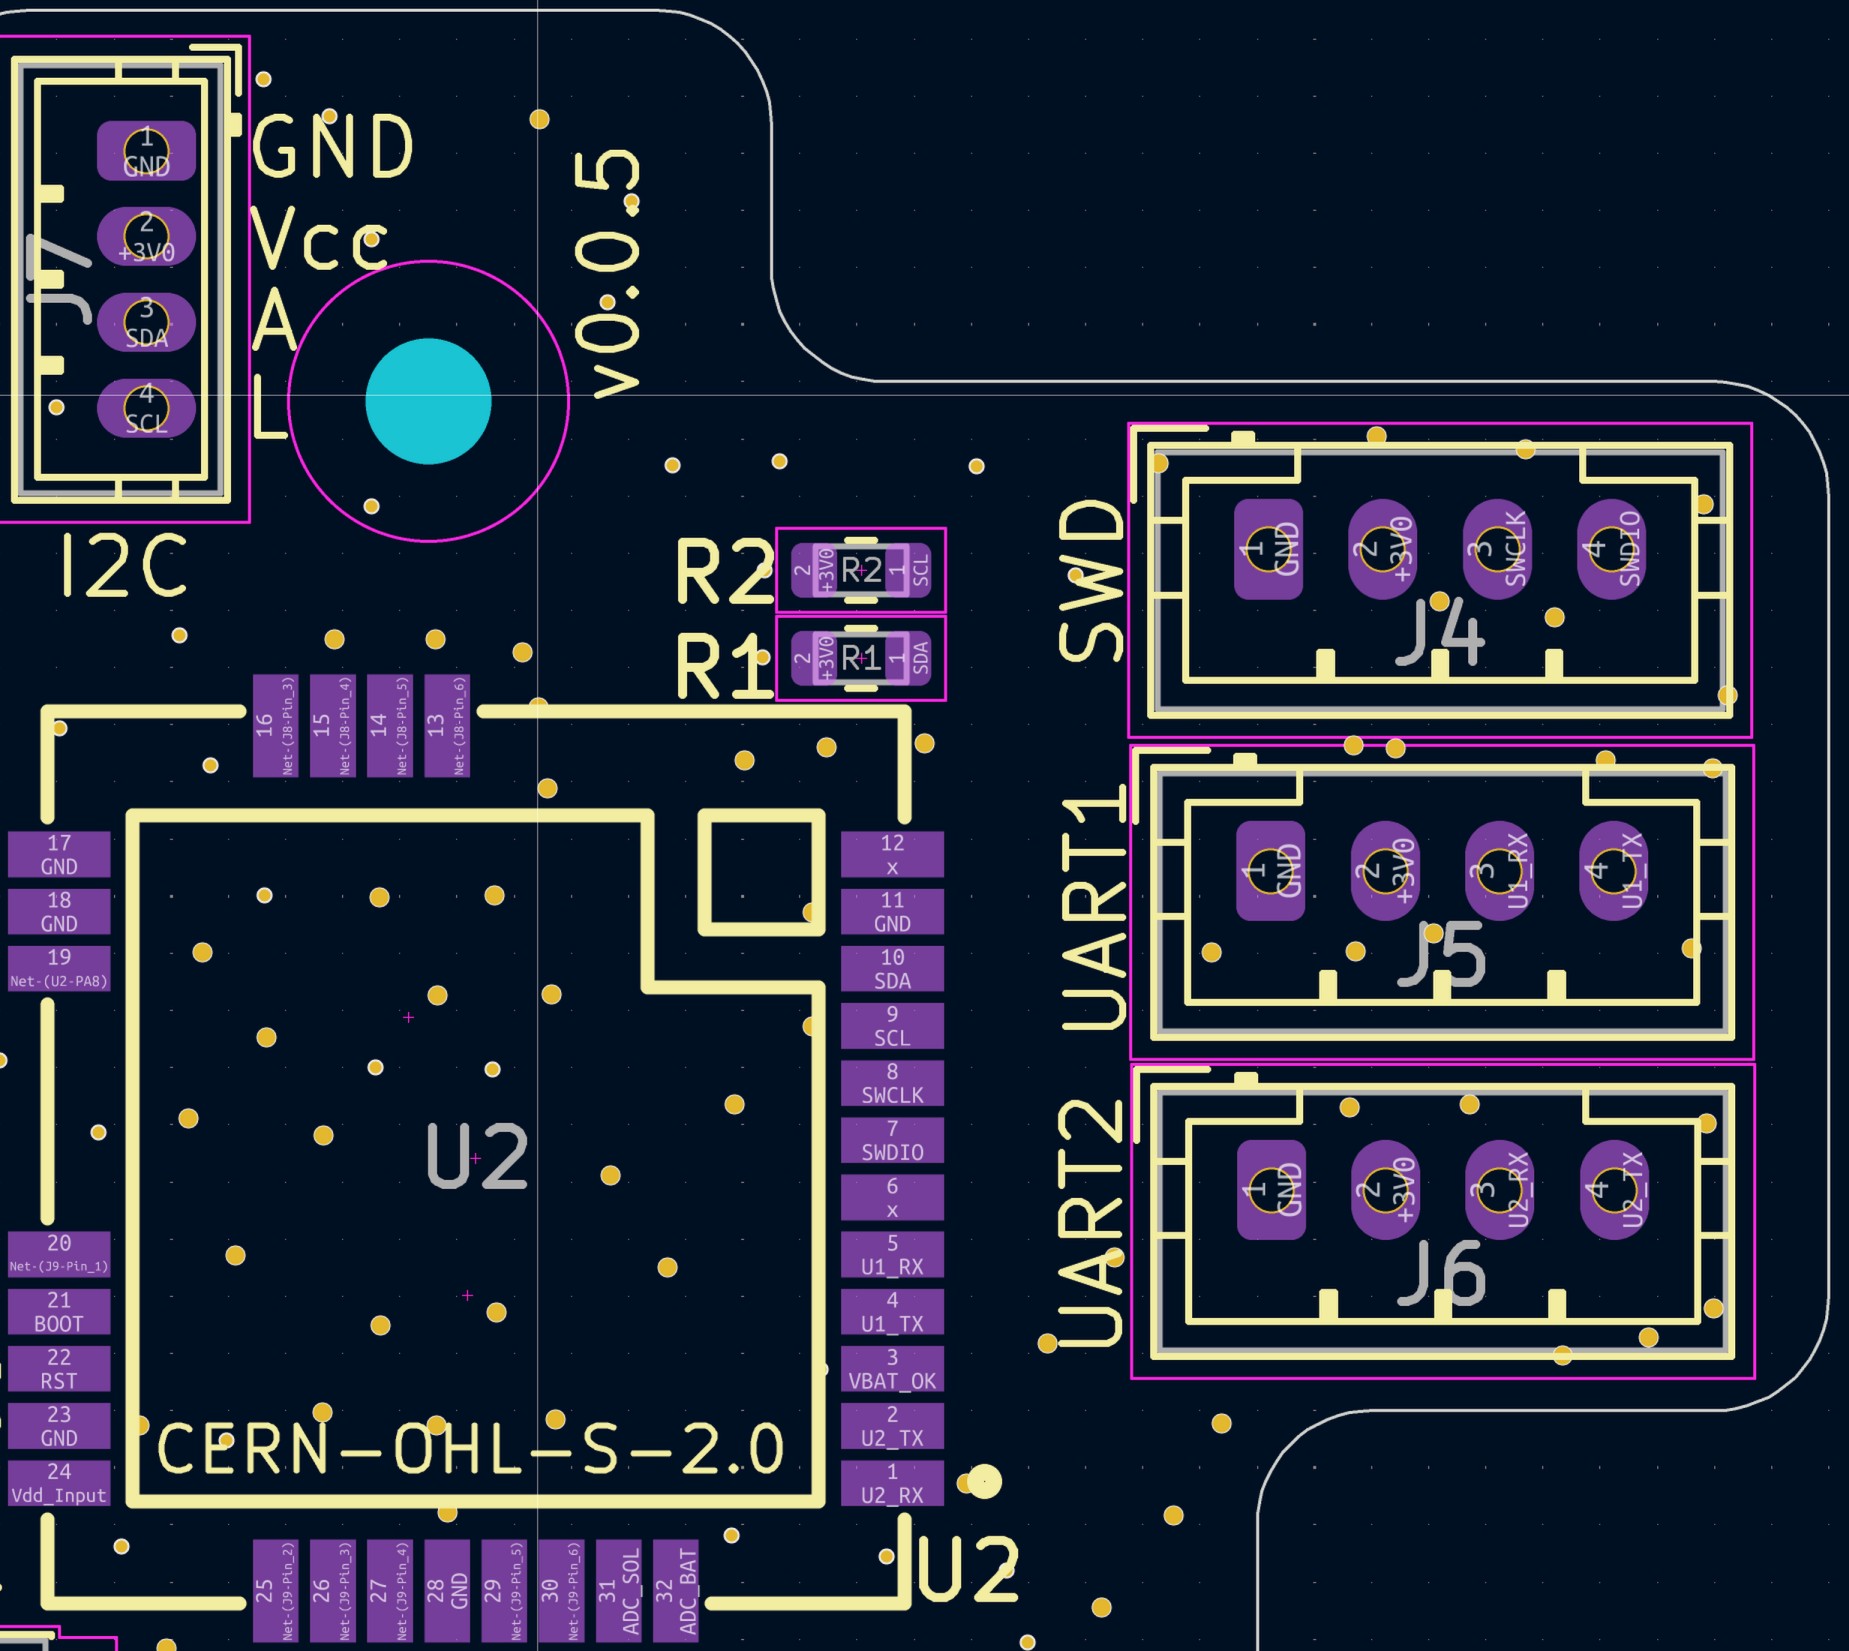 1
GND
2
+3V0
3
SDA
4
SCL
J7
GND
Vcc
A
L
I2C
v0.0.5
R2
2
+3V0
R2
1
SCL
R1
2
+3V0
R1
1
SDA
SWD
1
GND
2
+3V0
3
SWCLK
4
SWDIO
J4
UART1
1
GND
2
+3V0
3
U1_RX
4
U1_TX
J5
UART2
1
GND
2
+3V0
3
U2_RX
4
U2_TX
J6
16
Net-(J8-Pin_3)
15
Net-(J8-Pin_4)
14
Net-(J8-Pin_5)
13
Net-(J8-Pin_6)
17
GND
18
GND
19
Net-(U2-PA8)
20
Net-(J9-Pin_1)
21
BOOT
22
RST
23
GND
24
Vdd_Input
12
x
11
GND
10
SDA
9
SCL
8
SWCLK
7
SWDIO
6
x
5
U1_RX
4
U1_TX
3
VBAT_OK
2
U2_TX
1
U2_RX
U2
CERN-OHL-S-2.0
25
Net-(J9-Pin_2)
26
Net-(J9-Pin_3)
27
Net-(J9-Pin_4)
28
GND
29
Net-(J9-Pin_5)
30
Net-(J9-Pin_6)
31
ADC_SOL
32
ADC_BAT
U2